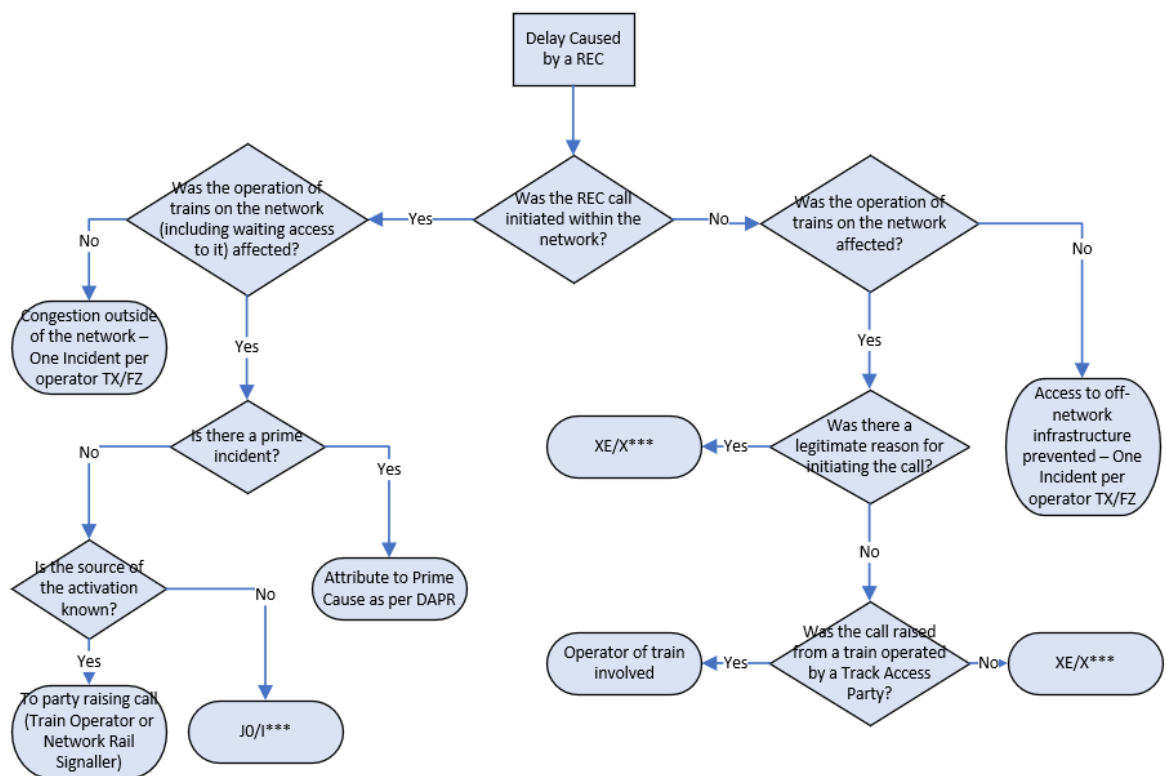 Delay Caused
by a REC
Was the operation of
trains on the network
(including waiting access
to it) affected?
Yes
Was the REC call
initiated within the
network?
No
Was the operation of
trains on the network
affected?
No
No
Congestion outside
of the network –
One Incident per
operator TX/FZ
Yes
Yes
Access to off-
network
infrastructure
prevented – One
Incident per
operator TX/FZ
Is there a prime
incident?
No
Yes
XE/X***
Yes
Was there a
legitimate reason for
initiating the call?
No
Is the source of
the activation
known?
No
Yes
Attribute to Prime
Cause as per DAPR
To party raising call
(Train Operator or
Network Rail
Signaller)
J0/I***
Operator of train
involved
Yes
Was the call raised
from a train operated
by a Track Access
Party?
No
XE/X***